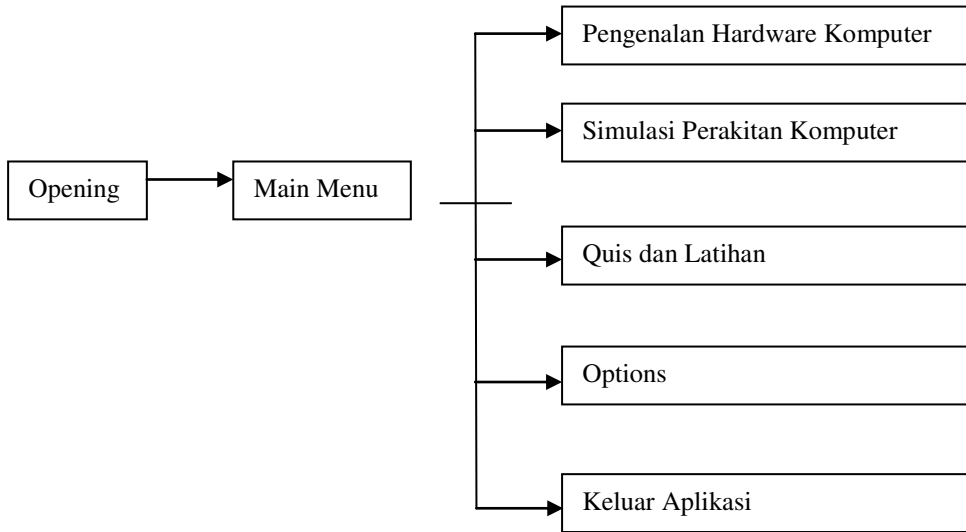 Opening
Main Menu
Pengenalan Hardware Komputer
Simulasi Perakitan Komputer
Quis dan Latihan
Options
Keluar Aplikasi